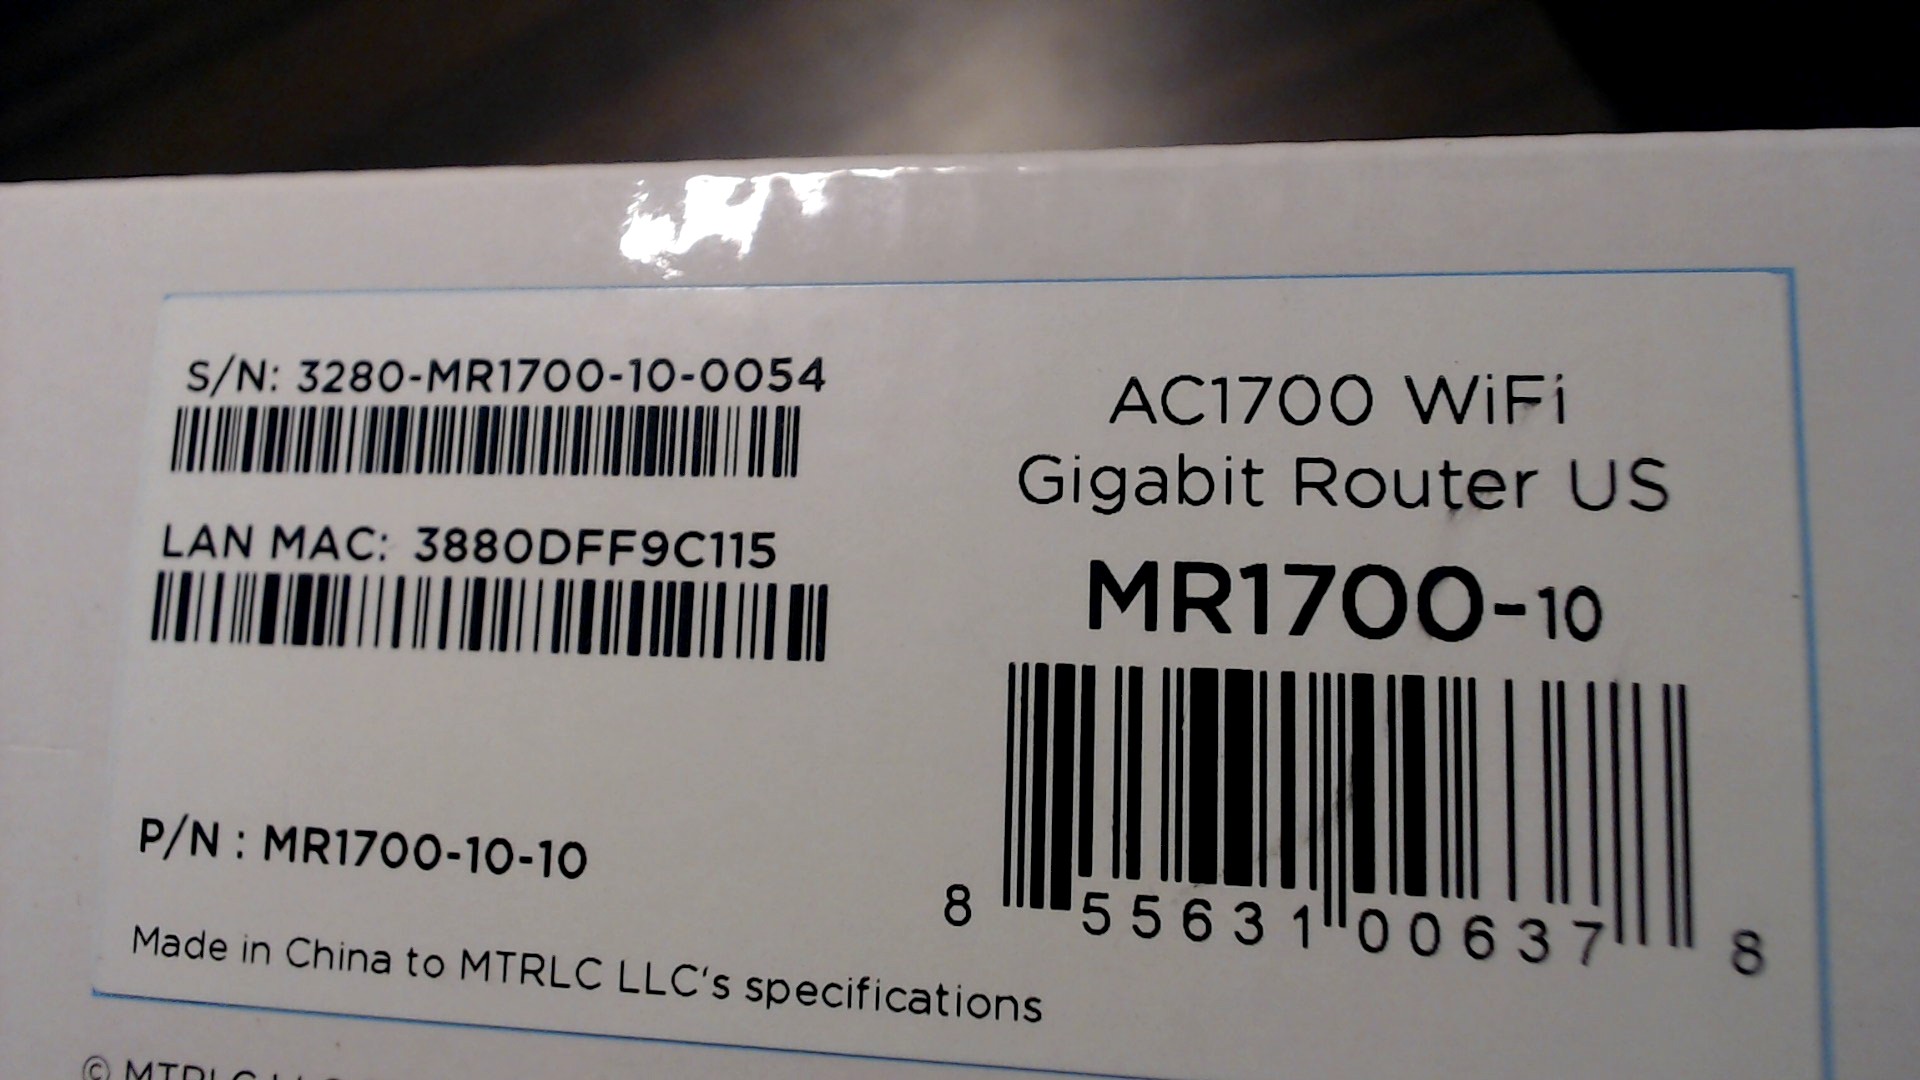 S/N: 3280-MR1700-10-0054
LAN MAC: 3880DFF9C115
P/N : MR1700-10-10
Made in China to MTRLC LLC's specifications
AC1700 WiFi
Gigabit Router US
MR1700-10
8 55631 00637 8
© MTRLC